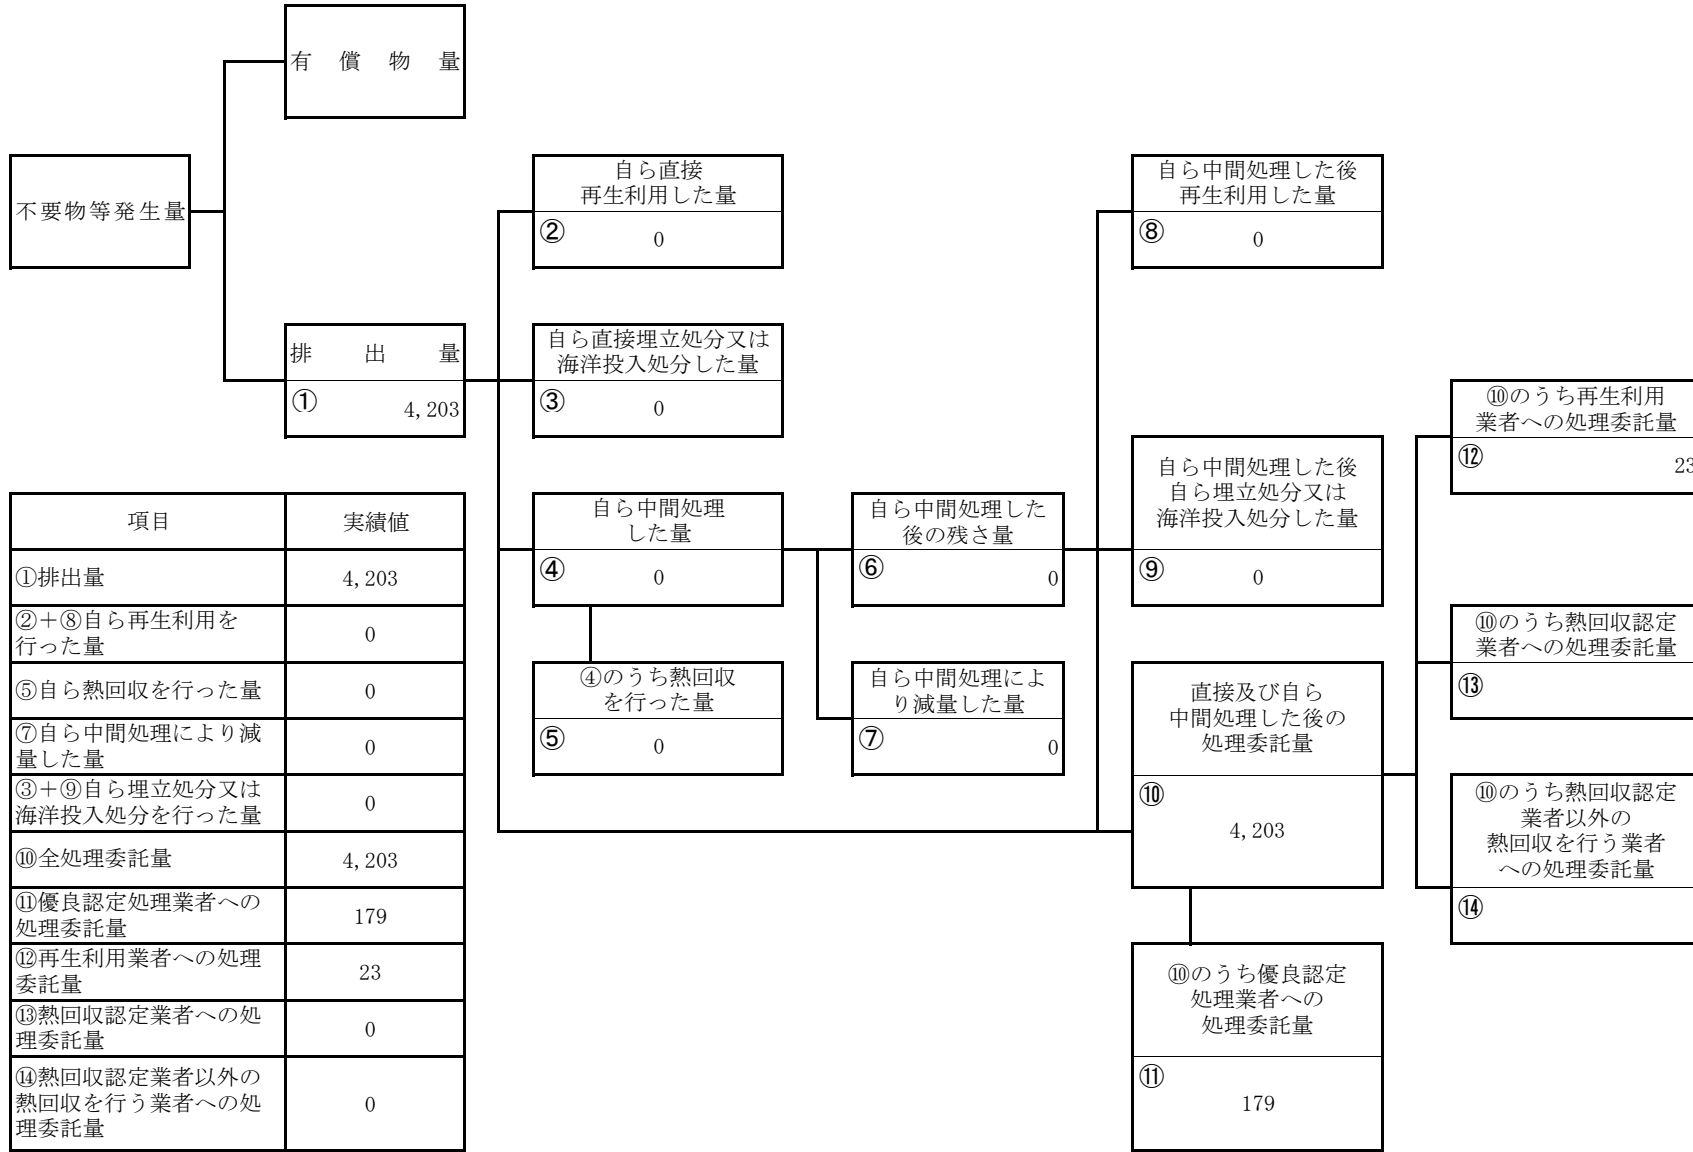 有償物量
不要物等発生量
排出量
①
4,203
自ら直接
再生利用した量
②
0
自ら直接埋立処分又は
海洋投入処分した量
③
0
自ら中間処理
した量
④
0
④のうち熱回収
を行った量
⑤
0
自ら中間処理した
後の残さ量
⑥
0
自ら中間処理によ
り減量した量
⑦
0
自ら中間処理した後
再生利用した量
⑧
0
自ら中間処理した後
自ら埋立処分又は
海洋投入処分した量
⑨
0
直接及び自ら
中間処理した後の
処理委託量
⑩
4,203
⑩のうち優良認定
処理業者への
処理委託量
⑪
179
⑩のうち再生利用
業者への処理委託量
⑫
23
⑩のうち熱回収認定
業者への処理委託量
⑬
⑩のうち熱回収認定
業者以外の
熱回収を行う業者
への処理委託量
⑭
項目 実績値
①排出量 4,203
②＋⑧自ら再生利用を
行った量 0
⑤自ら熱回収を行った量 0
⑦自ら中間処理により減
量した量 0
③＋⑨自ら埋立処分又は
海洋投入処分を行った量 0
⑩全処理委託量 4,203
⑪優良認定処理業者への
処理委託量 179
⑫再生利用業者への処理
委託量 23
⑬熱回収認定業者への処
理委託量 0
⑭熱回収認定業者以外の
熱回収を行う業者への処
理委託量 0